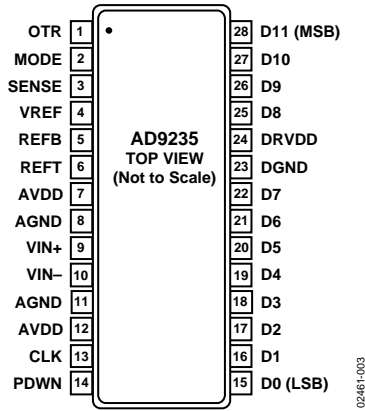 OTR 1 28 D11 (MSB)
MODE 2 27 D10
SENSE 3 26 D9
VREF 4 25 D8
REFB 5 AD9235 24 DRVDD
TOP VIEW
REFT 6 (Not to Scale) 23 DGND
AVDD 7 22 D7
AGND 8 21 D6
VIN+ 9 20 D5
VIN– 10 19 D4
AGND 11 18 D3
AVDD 12 17 D2
CLK 13 16 D1
PDWN 14 15 D0 (LSB)
02461-003